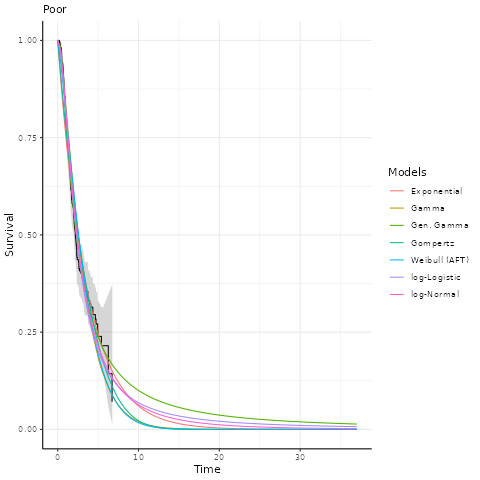 Poor
1.00
0.75
0.50
0.25
0.00
Survival
0
10
20
30
Time
Models
Exponential
Gamma
Gen. Gamma
Gompertz
Weibull (AFT)
log-Logistic
log-Normal